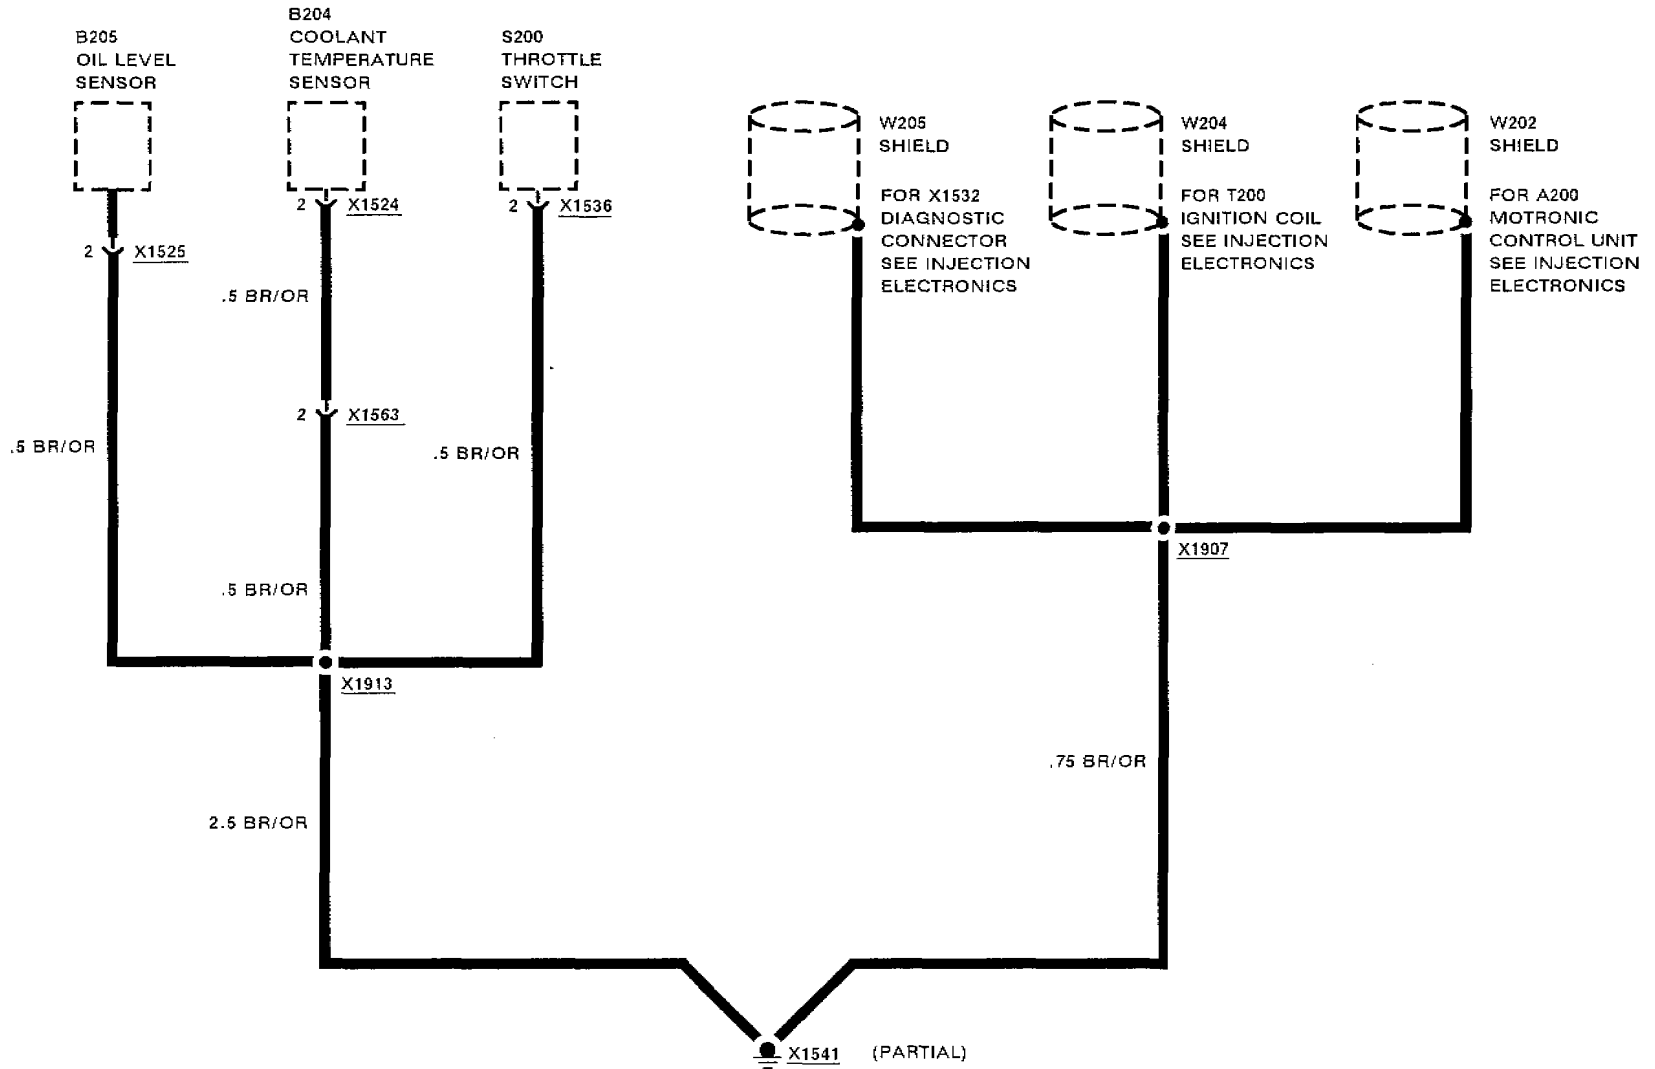 B205
OIL LEVEL
SENSOR
B204
COOLANT
TEMPERATURE
SENSOR
S200
THROTTLE
SWITCH
W205
SHIELD
FOR X1532
DIAGNOSTIC
CONNECTOR
SEE INJECTION
ELECTRONICS
W204
SHIELD
FOR T200
IGNITION COIL
SEE INJECTION
ELECTRONICS
W202
SHIELD
FOR A200
MOTRONIC
CONTROL UNIT
SEE INJECTION
ELECTRONICS
2 X1525
2 X1524
2 X1536
.5 BR/OR
2 X1563
.5 BR/OR
.5 BR/OR
.5 BR/OR
X1913
X1907
2.5 BR/OR
.75 BR/OR
X1541 (PARTIAL)